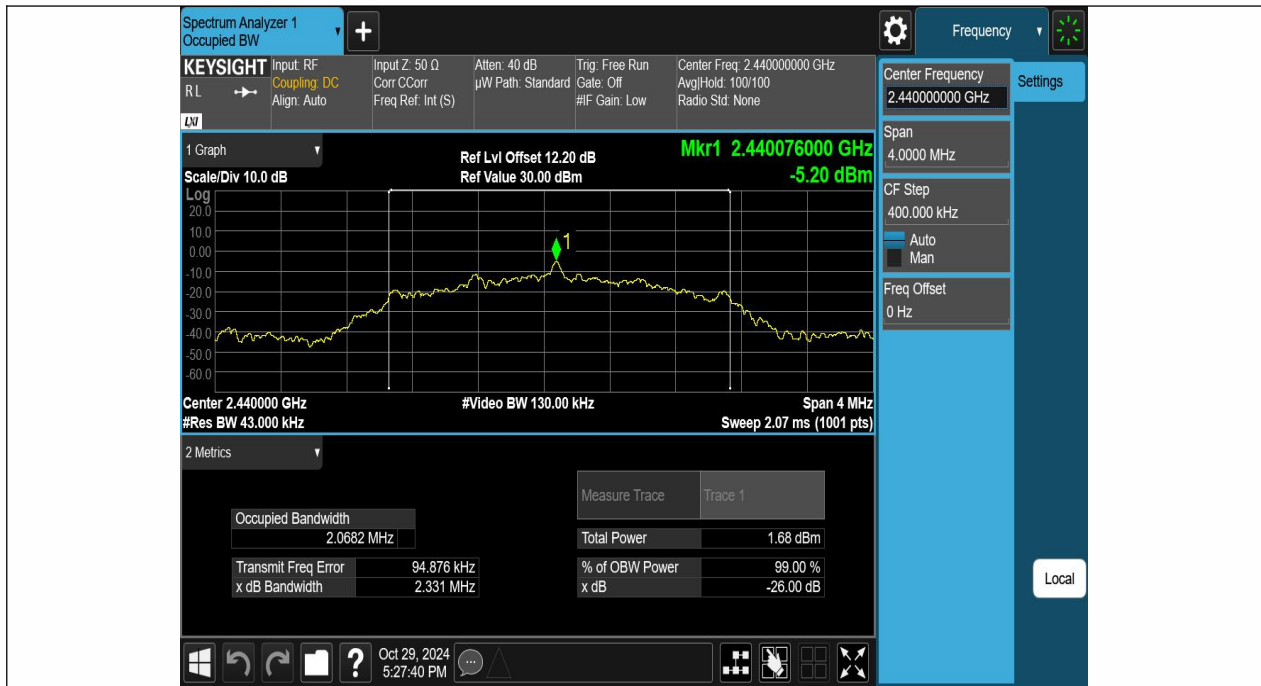 Spectrum Analyzer 1
Occupied BW
+
Frequency
KEYSIGHT
RL
LXI
Input: RF
Coupling: DC
Align: Auto
Input Z: 50 Ω
Corr CCorr
Freq Ref: Int (S)
Atten: 40 dB
µW Path: Standard
Trig: Free Run
Gate: Off
#IF Gain: Low
Center Freq: 2.440000000 GHz
Avg|Hold: 100/100
Radio Std: None
Center Frequency
2.440000000 GHz
Settings
Span
4.0000 MHz
CF Step
400.000 kHz
Auto
Man
Freq Offset
0 Hz
Local
1 Graph
Scale/Div 10.0 dB
Ref Lvl Offset 12.20 dB
Ref Value 30.00 dBm
Mkr1 2.440076000 GHz
-5.20 dBm
Log
20.0
10.0
0.00
-10.0
-20.0
-30.0
-40.0
-50.0
-60.0
1
Center 2.440000 GHz
#Video BW 130.00 kHz
Span 4 MHz
#Res BW 43.000 kHz
Sweep 2.07 ms (1001 pts)
2 Metrics
Measure Trace
Trace 1
Occupied Bandwidth
2.0682 MHz
Total Power
1.68 dBm
Transmit Freq Error
94.876 kHz
% of OBW Power
99.00 %
x dB Bandwidth
2.331 MHz
x dB
-26.00 dB
?
Oct 29, 2024
5:27:40 PM